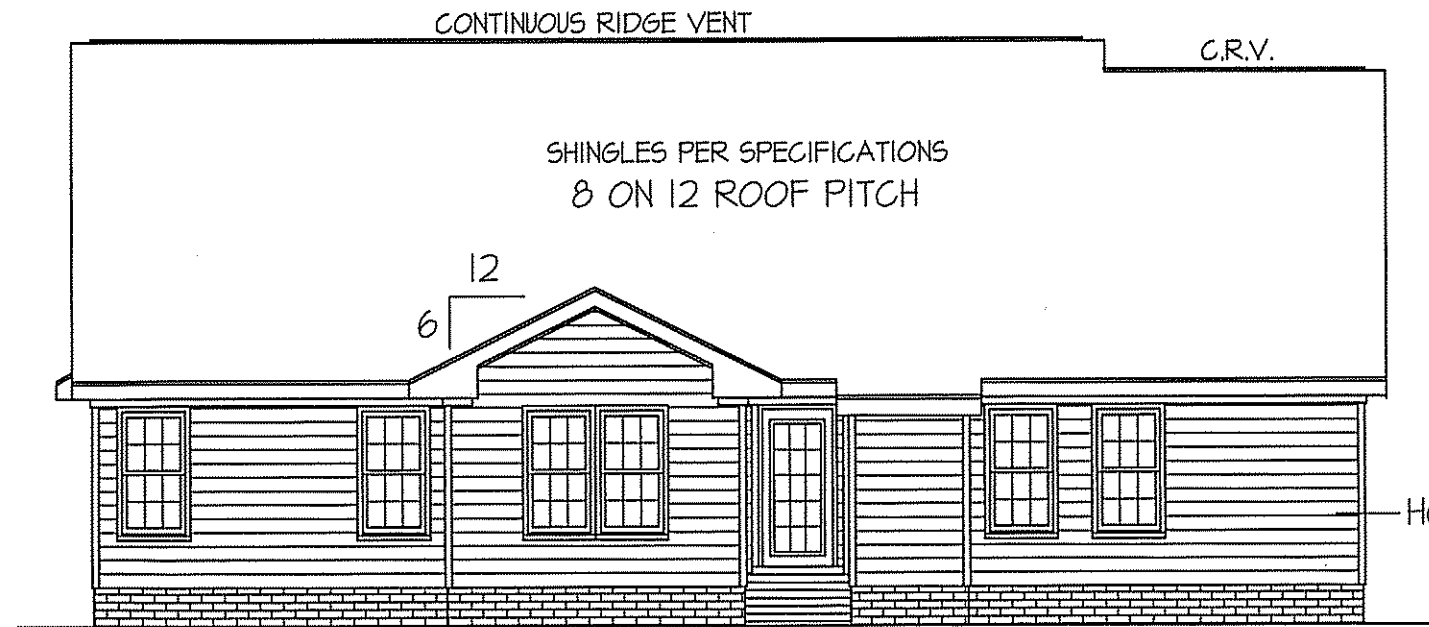 CONTINUOUS RIDGE VENT
C.R.V.
SHINGLES PER SPECIFICATIONS
8 ON 12 ROOF PITCH
12
6